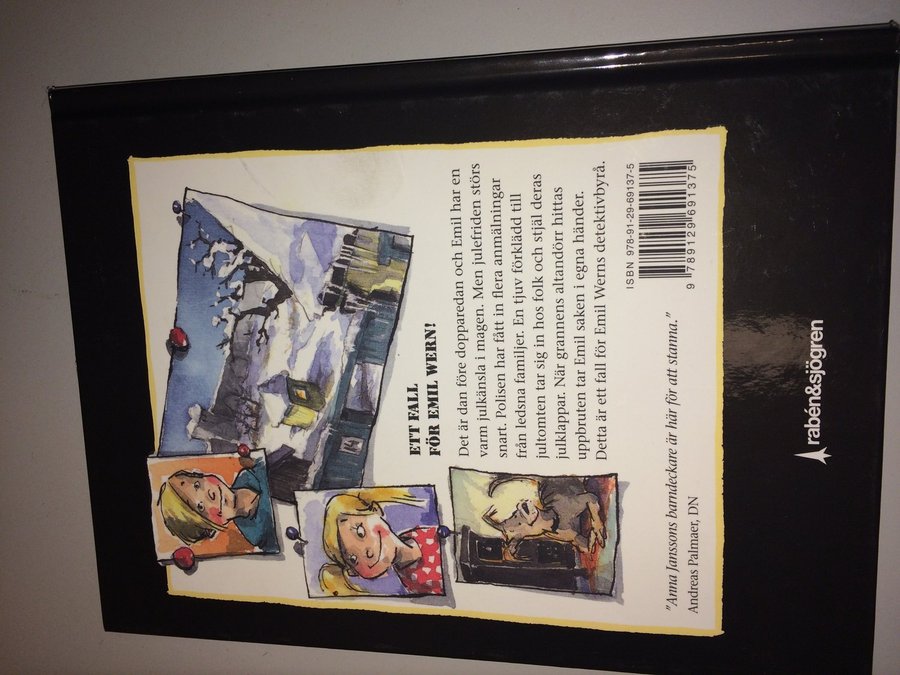 ETT FALL
FÖR EMIL WERN!
Det är dan före dopparedan och Emil har en
varm julkänsla i magen. Men julefriden störs
snart. Polisen har fått in flera anmälningar
från ledsna familjer. En tjuv förklädd till
jultomten tar sig in hos folk och stjäl deras
julklappar. När grannens altandörr hittas
uppbruten tar Emil saken i egna händer.
Detta är ett fall för Emil Werns detektivbyrå.
ISBN 978-91-29-69137-5
9 789129 691375
"Anna Janssons barndeckare är här för att stanna."
Andreas Palmaer, DN
rabén&sjögren